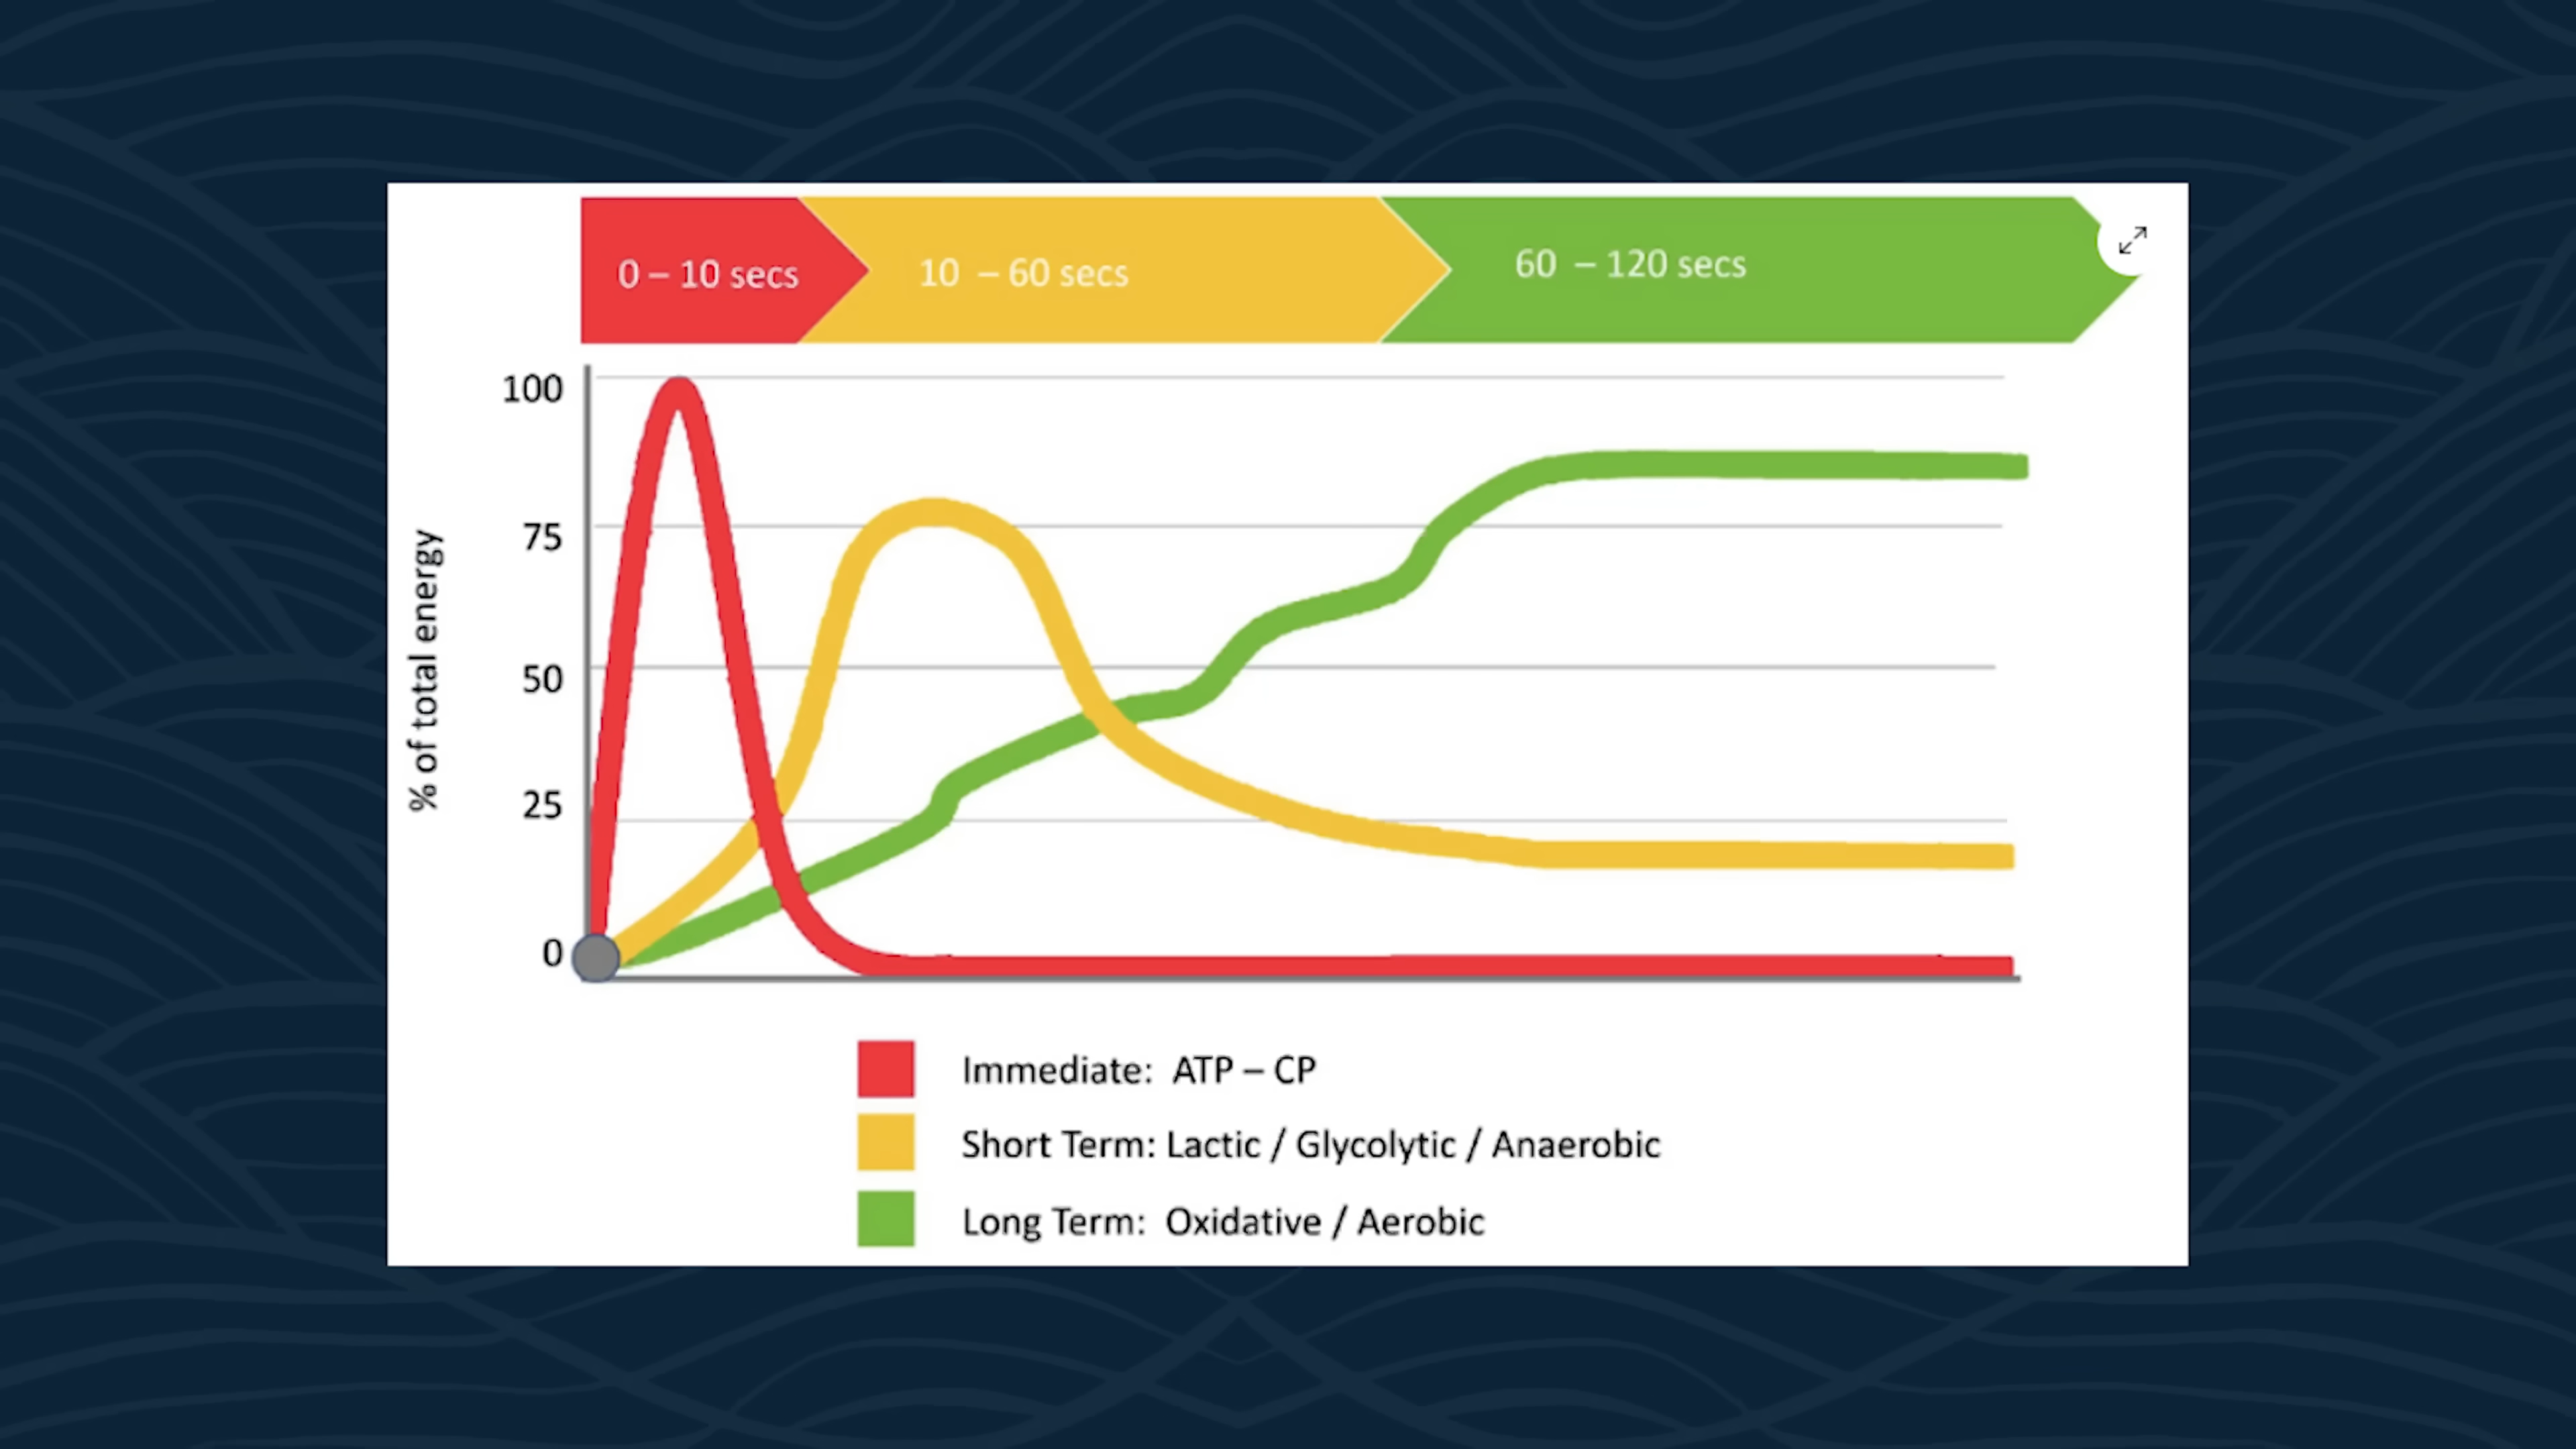 0 – 10 secs
10 – 60 secs
60 – 120 secs
100
75
50
25
0
% of total energy
Immediate: ATP – CP
Short Term: Lactic / Glycolytic / Anaerobic
Long Term: Oxidative / Aerobic